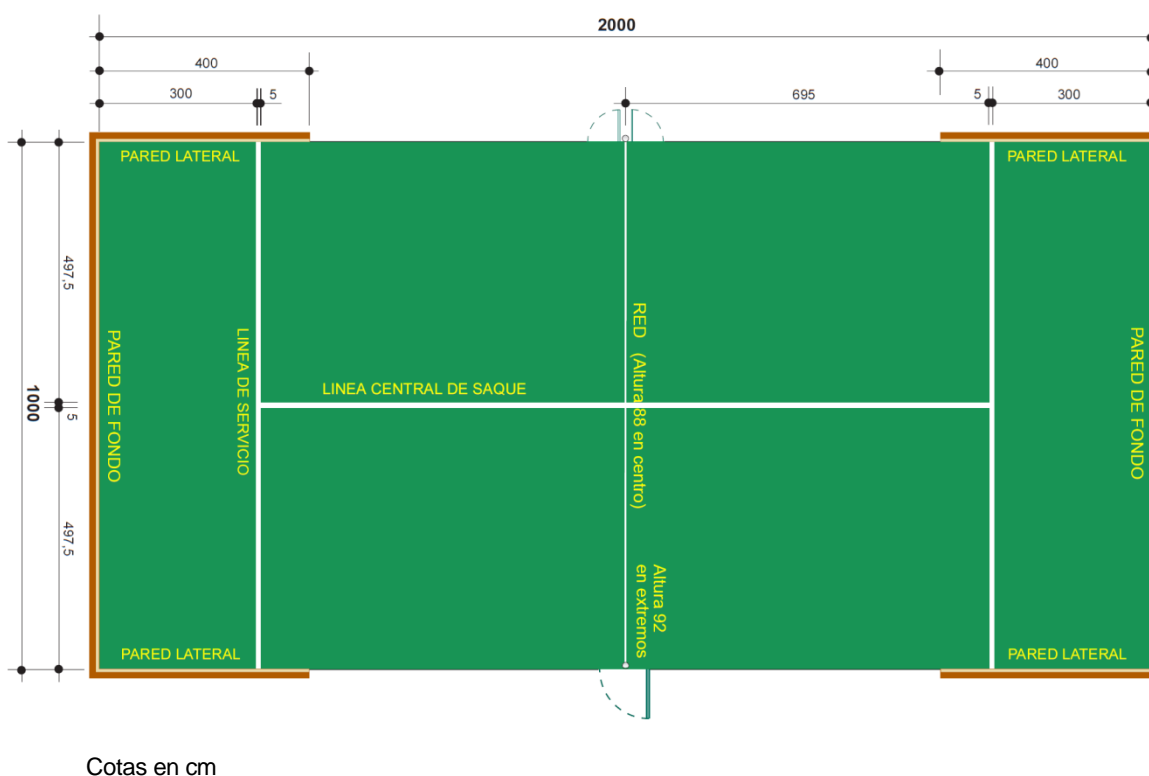 2000
400
400
300
5
695
5
300
PARED LATERAL
PARED LATERAL
497,5
1000
5
497,5
PARED DE FONDO
LINEA DE SERVICIO
LINEA CENTRAL DE SAQUE
RED (Altura 88 en centro)
Altura 92
en extremos
PARED DE FONDO
PARED LATERAL
PARED LATERAL
Cotas en cm